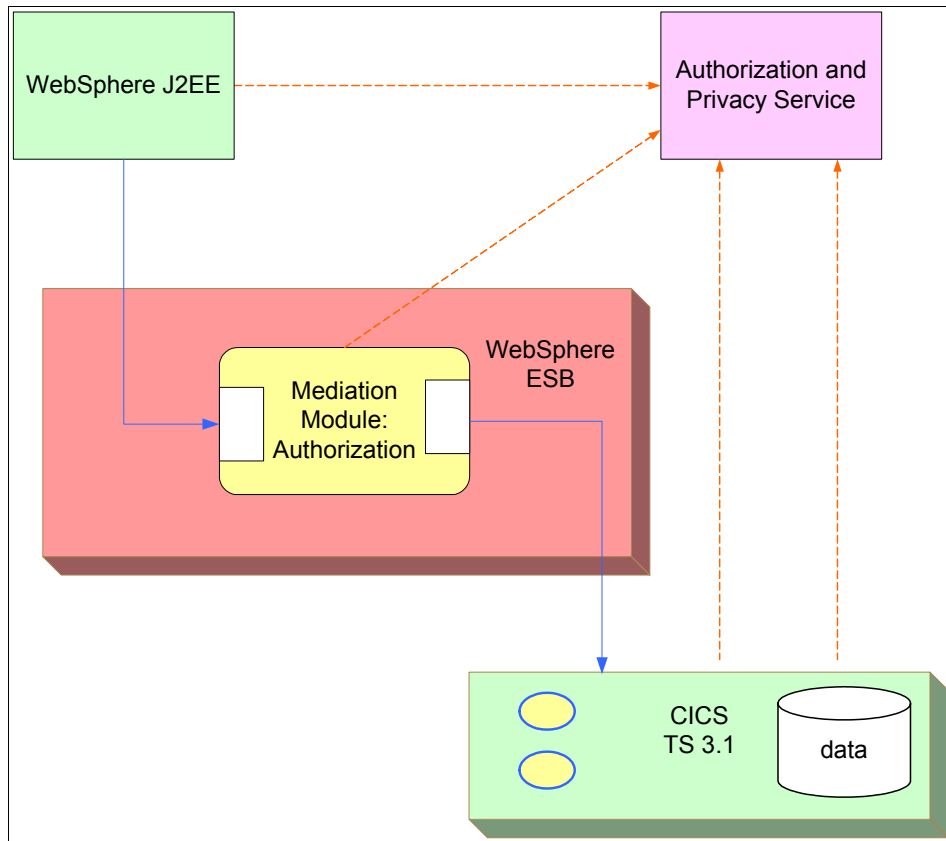 WebSphere J2EE
Authorization and
Privacy Service
WebSphere
ESB
Mediation
Module:
Authorization
CICS
TS 3.1
data